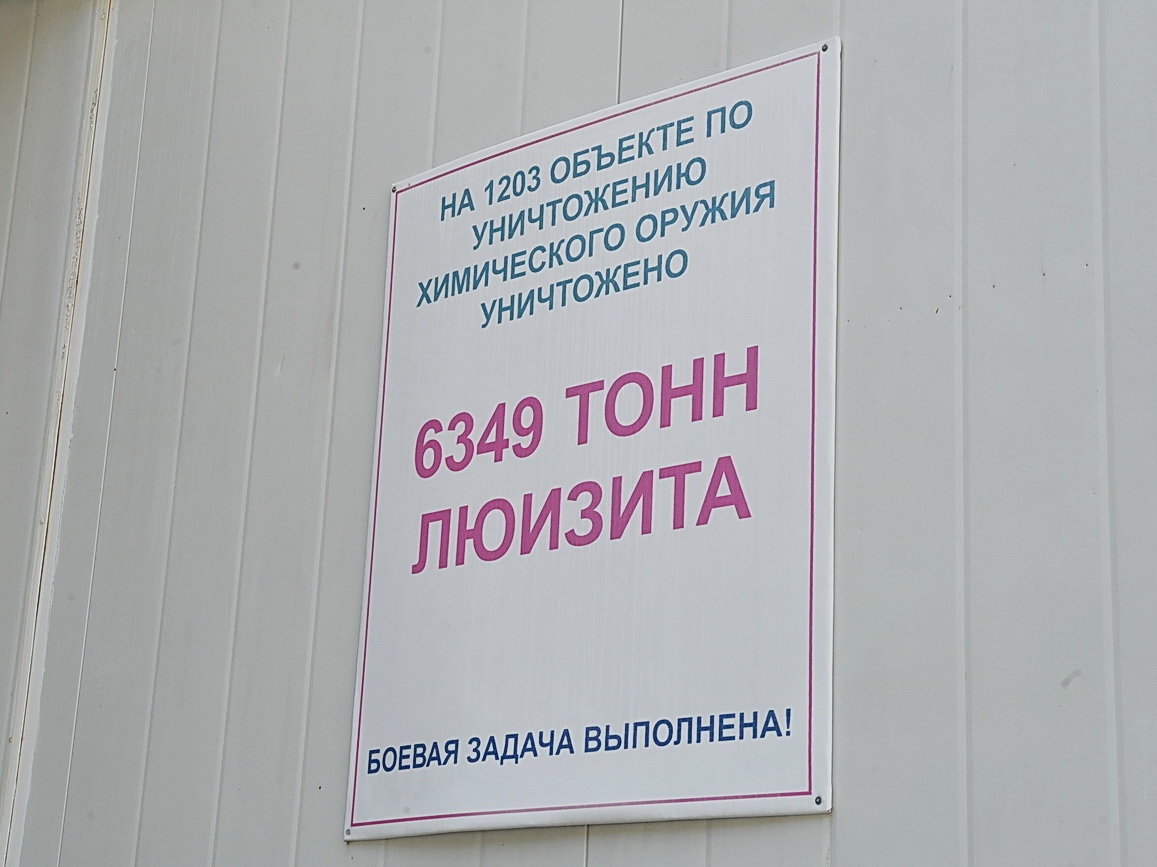 НА 1203 ОБЪЕКТЕ ПО
УНИЧТОЖЕНИЮ
ХИМИЧЕСКОГО ОРУЖИЯ
УНИЧТОЖЕНО
6349 ТОНН
ЛЮИЗИТА
БОЕВАЯ ЗАДАЧА ВЫПОЛНЕНА!